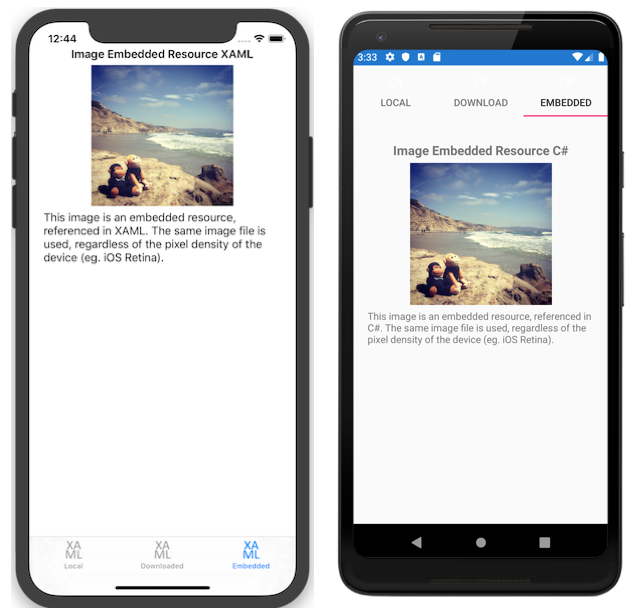 12:44
Image Embedded Resource XAML
This image is an embedded resource,
referenced in XAML. The same image file is
used, regardless of the pixel density of the
device (eg. iOS Retina).
XA
ML
Local
XA
ML
Downloaded
XA
ML
Embedded
3:33
LOCAL
DOWNLOAD
EMBEDDED
Image Embedded Resource C#
This image is an embedded resource, referenced in
C#. The same image file is used, regardless of the
pixel density of the device (eg. iOS Retina).